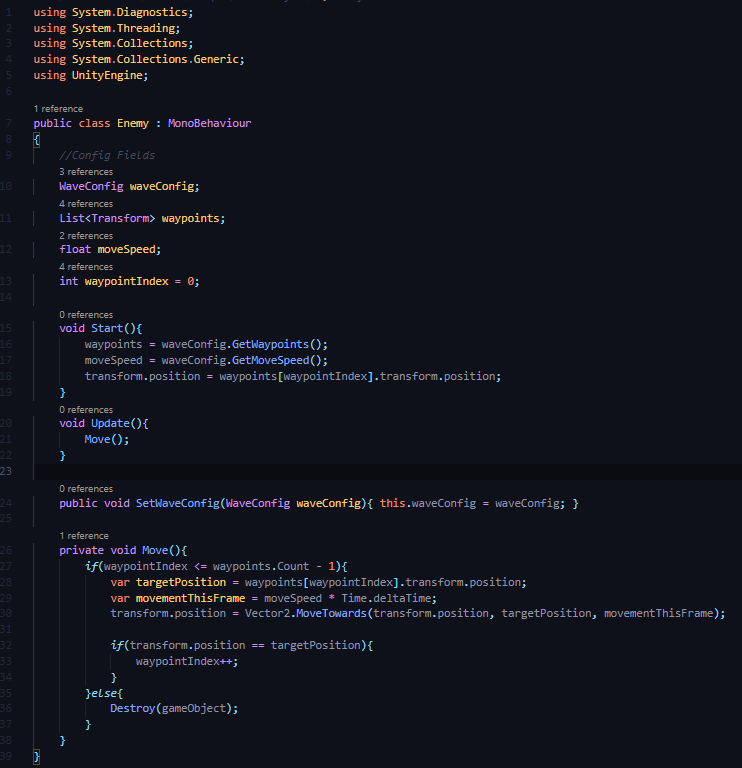 1 using System.Diagnostics;
2 using System.Threading;
3 using System.Collections;
4 using System.Collections.Generic;
5 using UnityEngine;
6
1 reference
7 public class Enemy : MonoBehaviour
8 {
9 //Config Fields
3 references
10 WaveConfig waveConfig;
4 references
11 List<Transform> waypoints;
2 references
12 float moveSpeed;
4 references
13 int waypointIndex = 0;
14
0 references
15 void Start(){
16 waypoints = waveConfig.GetWaypoints();
17 moveSpeed = waveConfig.GetMoveSpeed();
18 transform.position = waypoints[waypointIndex].transform.position;
19 }
0 references
20 void Update(){
21 Move();
22 }
23
0 references
24 public void SetWaveConfig(WaveConfig waveConfig){ this.waveConfig = waveConfig; }
25
1 reference
26 private void Move(){
27 if(waypointIndex <= waypoints.Count - 1){
28 var targetPosition = waypoints[waypointIndex].transform.position;
29 var movementThisFrame = moveSpeed * Time.deltaTime;
30 transform.position = Vector2.MoveTowards(transform.position, targetPosition, movementThisFrame);
31
32 if(transform.position == targetPosition){
33 waypointIndex++;
34 }
35 }else{
36 Destroy(gameObject);
37 }
38 }
39 }